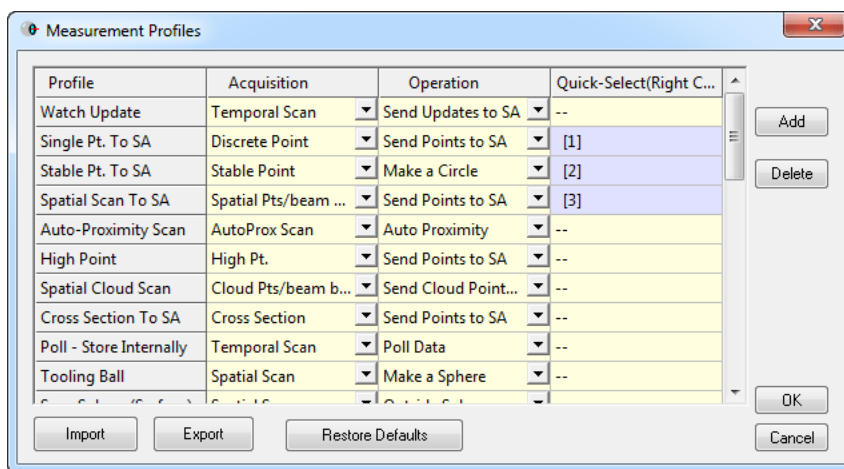 Measurement Profiles
Profile Acquisition Operation Quick-Select(Right C...
Watch Update Temporal Scan Send Updates to SA --
Single Pt. To SA Discrete Point Send Points to SA [1]
Stable Pt. To SA Stable Point Make a Circle [2]
Spatial Scan To SA Spatial Pts/beam ... Send Points to SA [3]
Auto-Proximity Scan AutoProx Scan Auto Proximity --
High Point High Pt. Send Points to SA --
Spatial Cloud Scan Cloud Pts/beam b... Send Cloud Point... --
Cross Section To SA Cross Section Send Points to SA --
Poll - Store Internally Temporal Scan Poll Data --
Tooling Ball Spatial Scan Make a Sphere --
Add
Delete
OK
Cancel
Import Export Restore Defaults